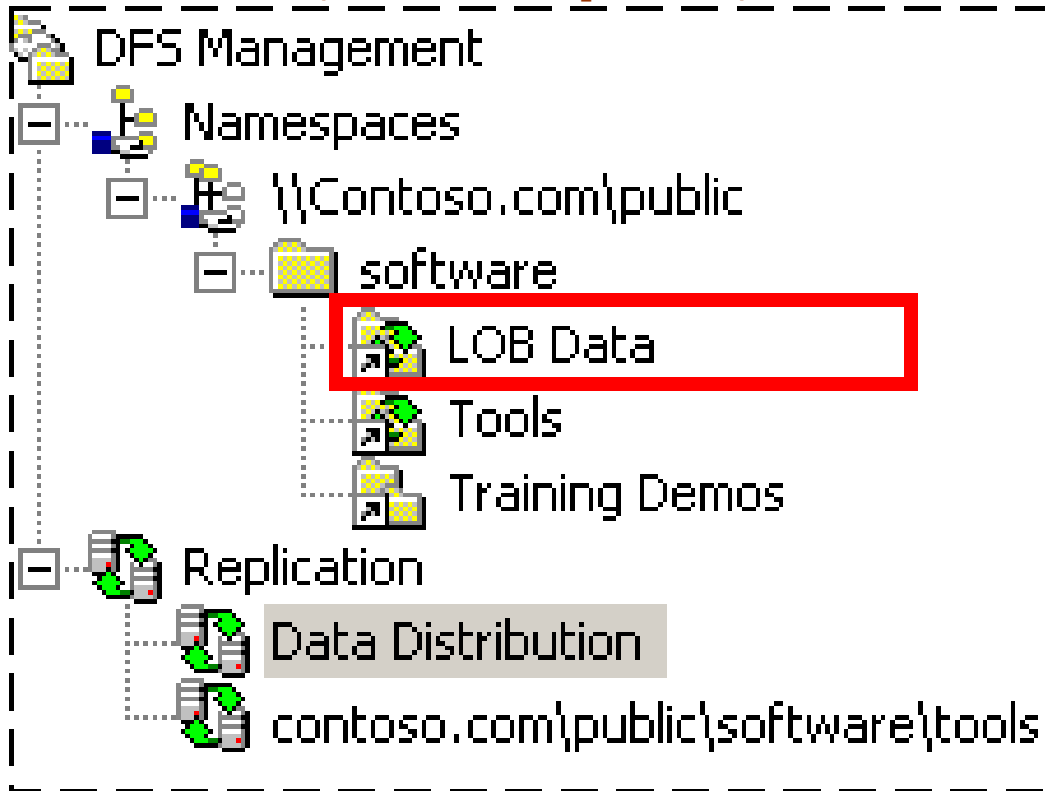 DFS Management
Namespaces
\\Contoso.com\public
software
LOB Data
Tools
Training Demos
Replication
Data Distribution
contoso.com\public\software\tools